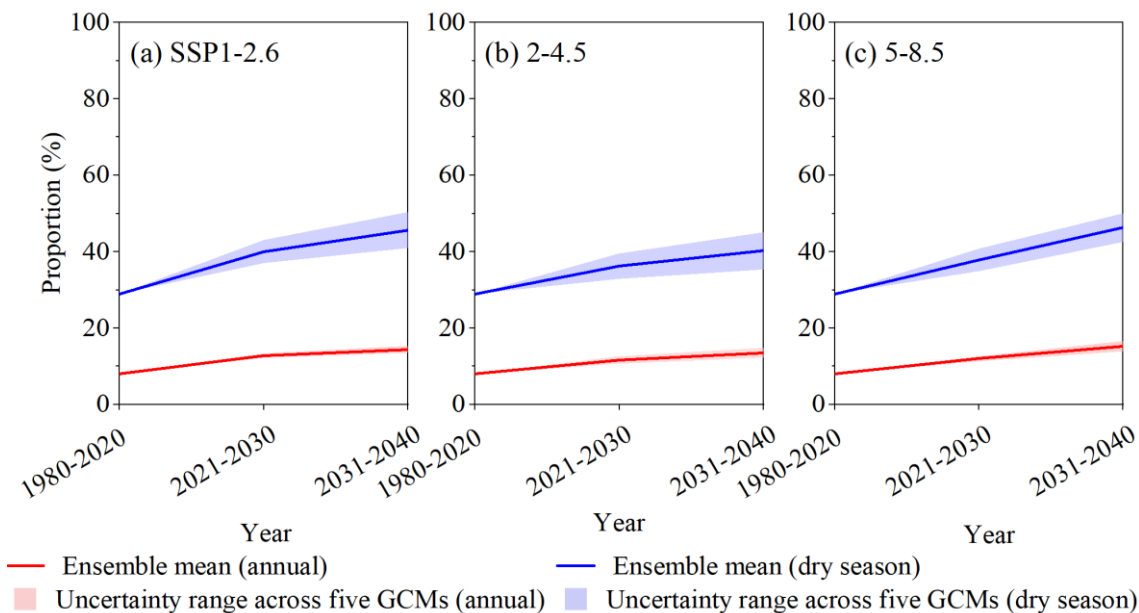 Proportion (%)
100
80
60
40
20
0
(a) SSP1-2.6
1980-2020
2021-2030
2031-2040
Year
100
80
60
40
20
0
(b) 2-4.5
1980-2020
2021-2030
2031-2040
Year
100
80
60
40
20
0
(c) 5-8.5
1980-2020
2021-2030
2031-2040
Year
Ensemble mean (annual)
Ensemble mean (dry season)
Uncertainty range across five GCMs (annual)
Uncertainty range across five GCMs (dry season)